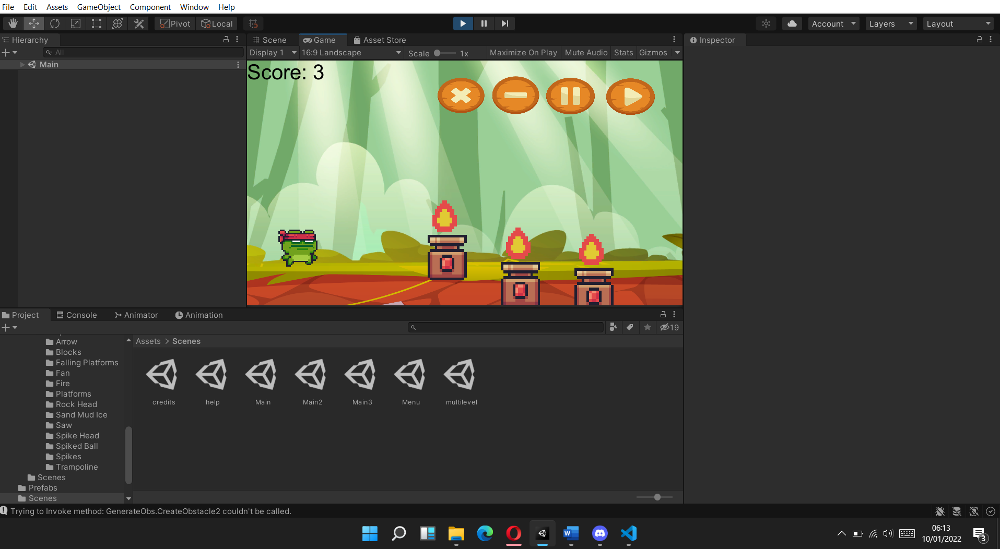 File Edit Assets GameObject Component Window Help
Pivot Local Account Layers Layout
Hierarchy Scene Game Asset Store Inspector
All Display 1 16:9 Landscape Scale 1x Maximize On Play Mute Audio Stats Gizmos
Main
Score: 3
Project Console Animator Animation
19
Assets > Scenes
Arrow
Blocks
Falling Platforms
Fan
Fire
Platforms
Rock Head
Sand Mud Ice
Saw
Spike Head
Spiked Ball
Spikes
Trampoline
Scenes
Prefabs
Scenes
credits help Main Main2 Main3 Menu multilevel
Trying to Invoke method: GenerateObs.CreateObstacle2 couldn't be called.
W
06:13
10/01/2022
3